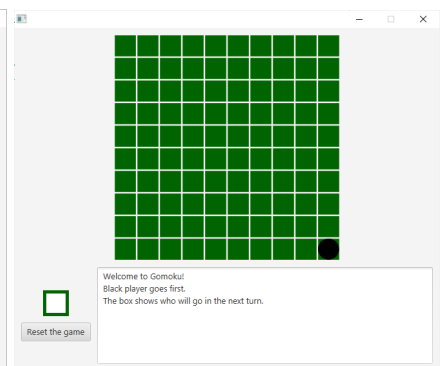 Welcome to Gomoku!
Black player goes first.
The box shows who will go in the next turn.
Reset the game